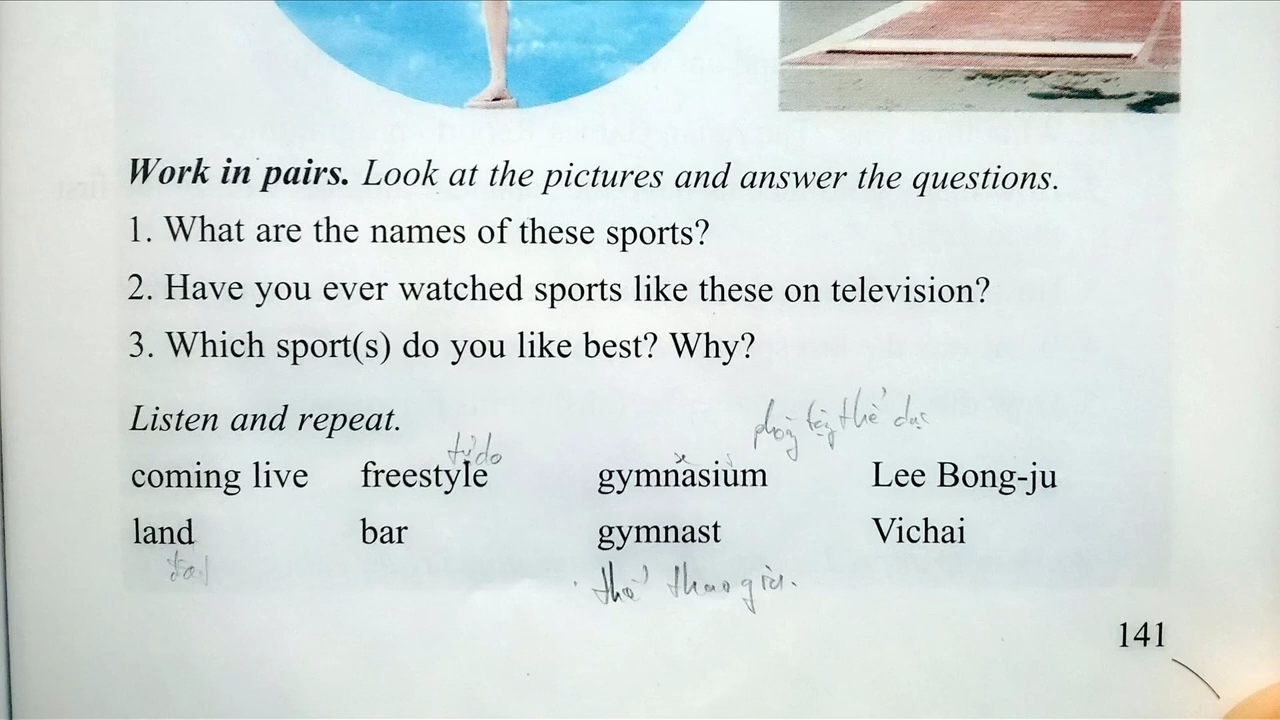 Work in pairs. Look at the pictures and answer the questions.
1. What are the names of these sports?
2. Have you ever watched sports like these on television?
3. Which sport(s) do you like best? Why?
Listen and repeat.
phòg tập thể dục
tự do
coming live freestyle gymnasium Lee Bong-ju
land bar gymnast Vichai
thể thao gia.
141